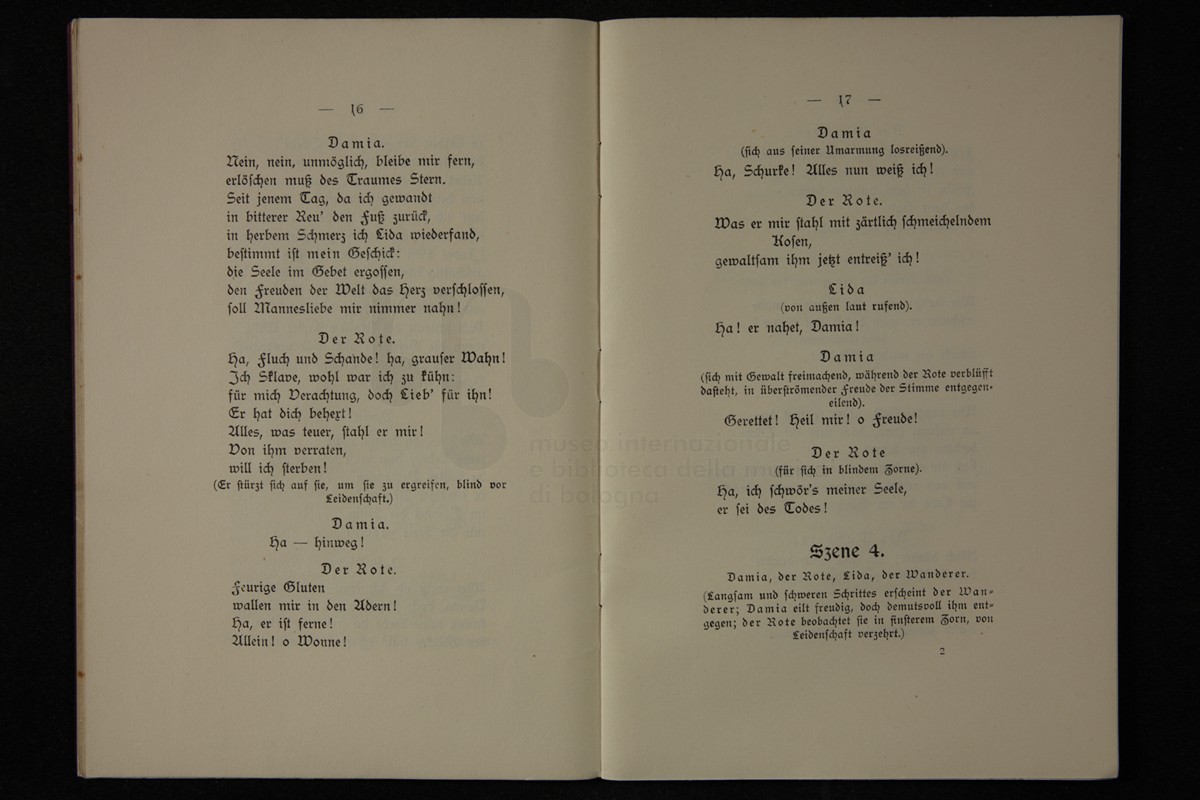 — 16 —
Damia.
Nein, nein, unmöglich, bleibe mir fern,
erlöschen muß des Traumes Stern.
Seit jenem Tag, da ich gewandt
in bitterer Reu' den Fuß zurück,
in herbem Schmerz ich Lida wiederfand,
bestimmt ist mein Geschick:
die Seele im Gebet ergossen,
den Freuden der Welt das Herz verschlossen,
soll Mannesliebe mir nimmer nahn!
Der Rote.
Ha, Fluch und Schande! ha, grauser Wahn!
Ich Sklave, wohl war ich zu kühn:
für mich Verachtung, doch Lieb' für ihn!
Er hat dich behext!
Alles, was teuer, stahl er mir!
Von ihm verraten,
will ich sterben!
(Er stürzt sich auf sie, um sie zu ergreifen, blind vor
Leidenschaft.)
Damia.
Ha — hinweg!
Der Rote.
Feurige Gluten
wallen mir in den Adern!
Ha, er ist ferne!
Allein! o Wonne!
— 17 —
Damia
(sich aus seiner Umarmung losreißend).
Ha, Schurke! Alles nun weiß ich!
Der Rote.
Was er mir stahl mit zärtlich schmeichelndem
Kosen,
gewaltsam ihm jetzt entreiß' ich!
Lida
(von außen laut rufend).
Ha! er nahet, Damia!
Damia
(sich mit Gewalt freimachend, während der Rote verblüfft
dasteht, in überströmender Freude der Stimme entgegen-
eilend).
Gerettet! Heil mir! o Freude!
Der Rote
(für sich in blindem Zorne).
Ha, ich schwör's meiner Seele,
er sei des Todes!
Szene 4.
Damia, der Rote, Lida, der Wanderer.
(Langsam und schweren Schrittes erscheint der Wan-
derer; Damia eilt freudig, doch demutsvoll ihm ent-
gegen; der Rote beobachtet sie in finsterem Zorn, von
Leidenschaft verzehrt.)
2
museo internazionale
e biblioteca della mu
di bologna